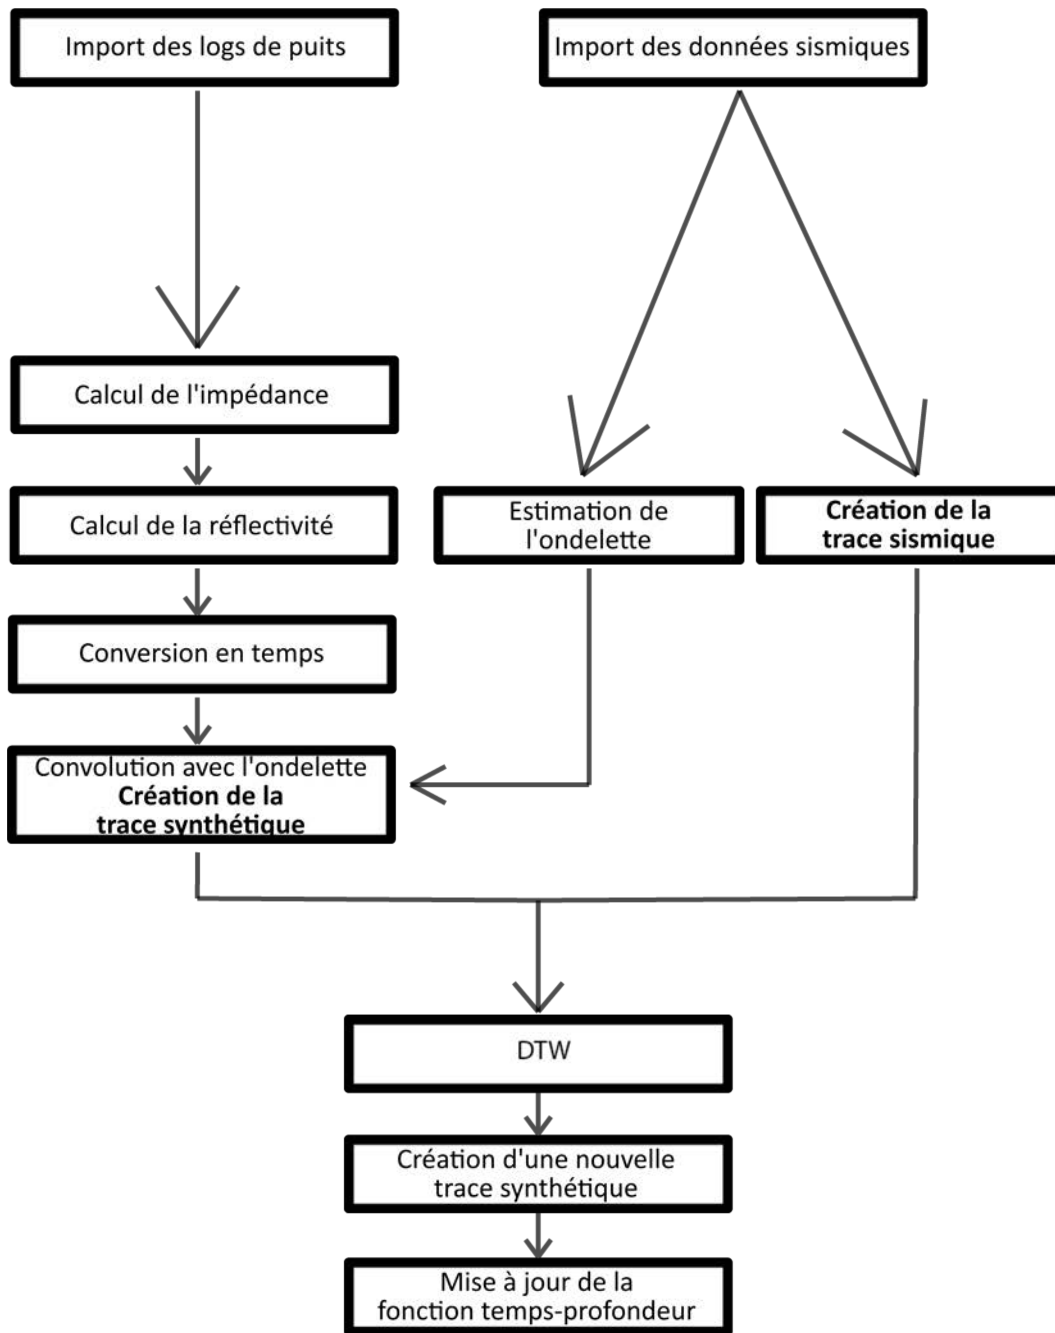 Import des logs de puits
Import des données sismiques
Calcul de l'impédance
Calcul de la réflectivité
Estimation de
l'ondelette
Création de la
trace sismique
Conversion en temps
Convolution avec l'ondelette
Création de la
trace synthétique
DTW
Création d'une nouvelle
trace synthétique
Mise à jour de la
fonction temps-profondeur